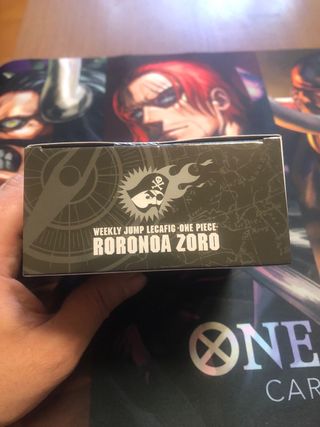 WEEKLY JUMP LECAFIG -ONE PIECE-
RORONOA ZORO
ONE
CAR